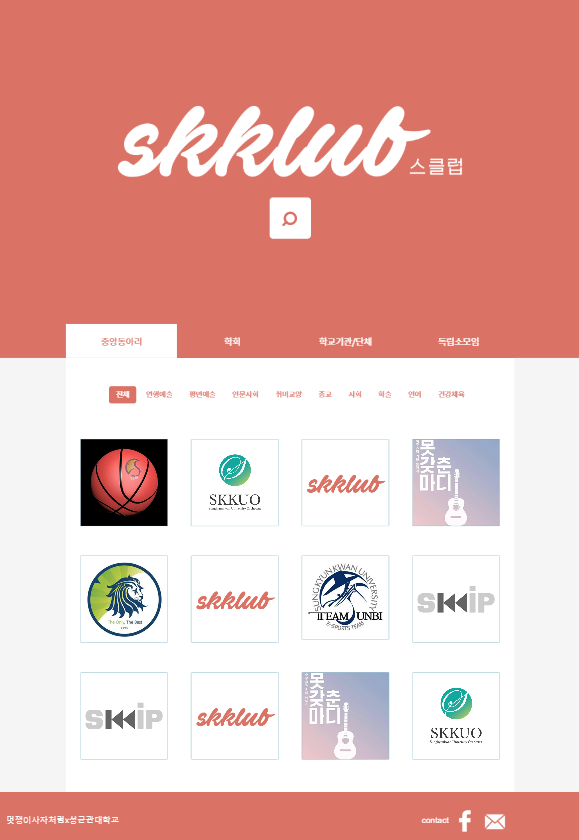 skklub 스클럽
중앙동아리 학회 학교기관/단체 독립소모임
전체 연행예술 평면예술 인문사회 취미교양 종교 사회 학술 언어 건강체육
SKKUO
skklub
못갖춘마디
The Only, The Best
skklub
SUNG KYUN KWAN UNIVERSITY
TEAM UNBI
E-SPORTS TEAM
SKKIP
SKKIP
skklub
못갖춘마디
SKKUO
멋쟁이사자처럼x성균관대학교 contact